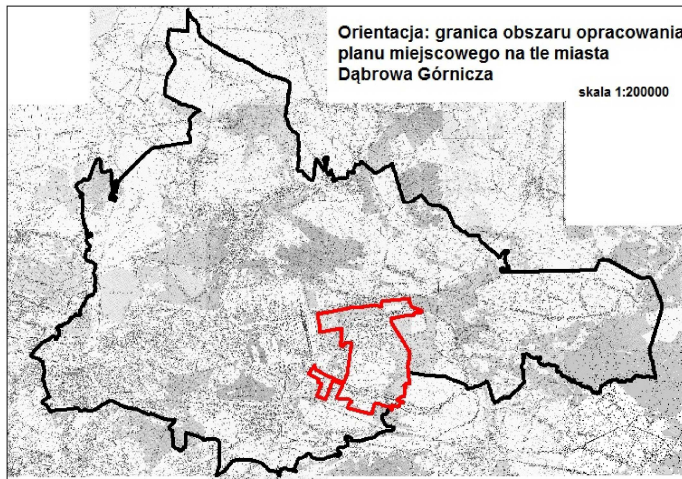 Orientacja: granica obszaru opracowania
planu miejscowego na tle miasta
Dąbrowa Górnicza
skala 1:200000